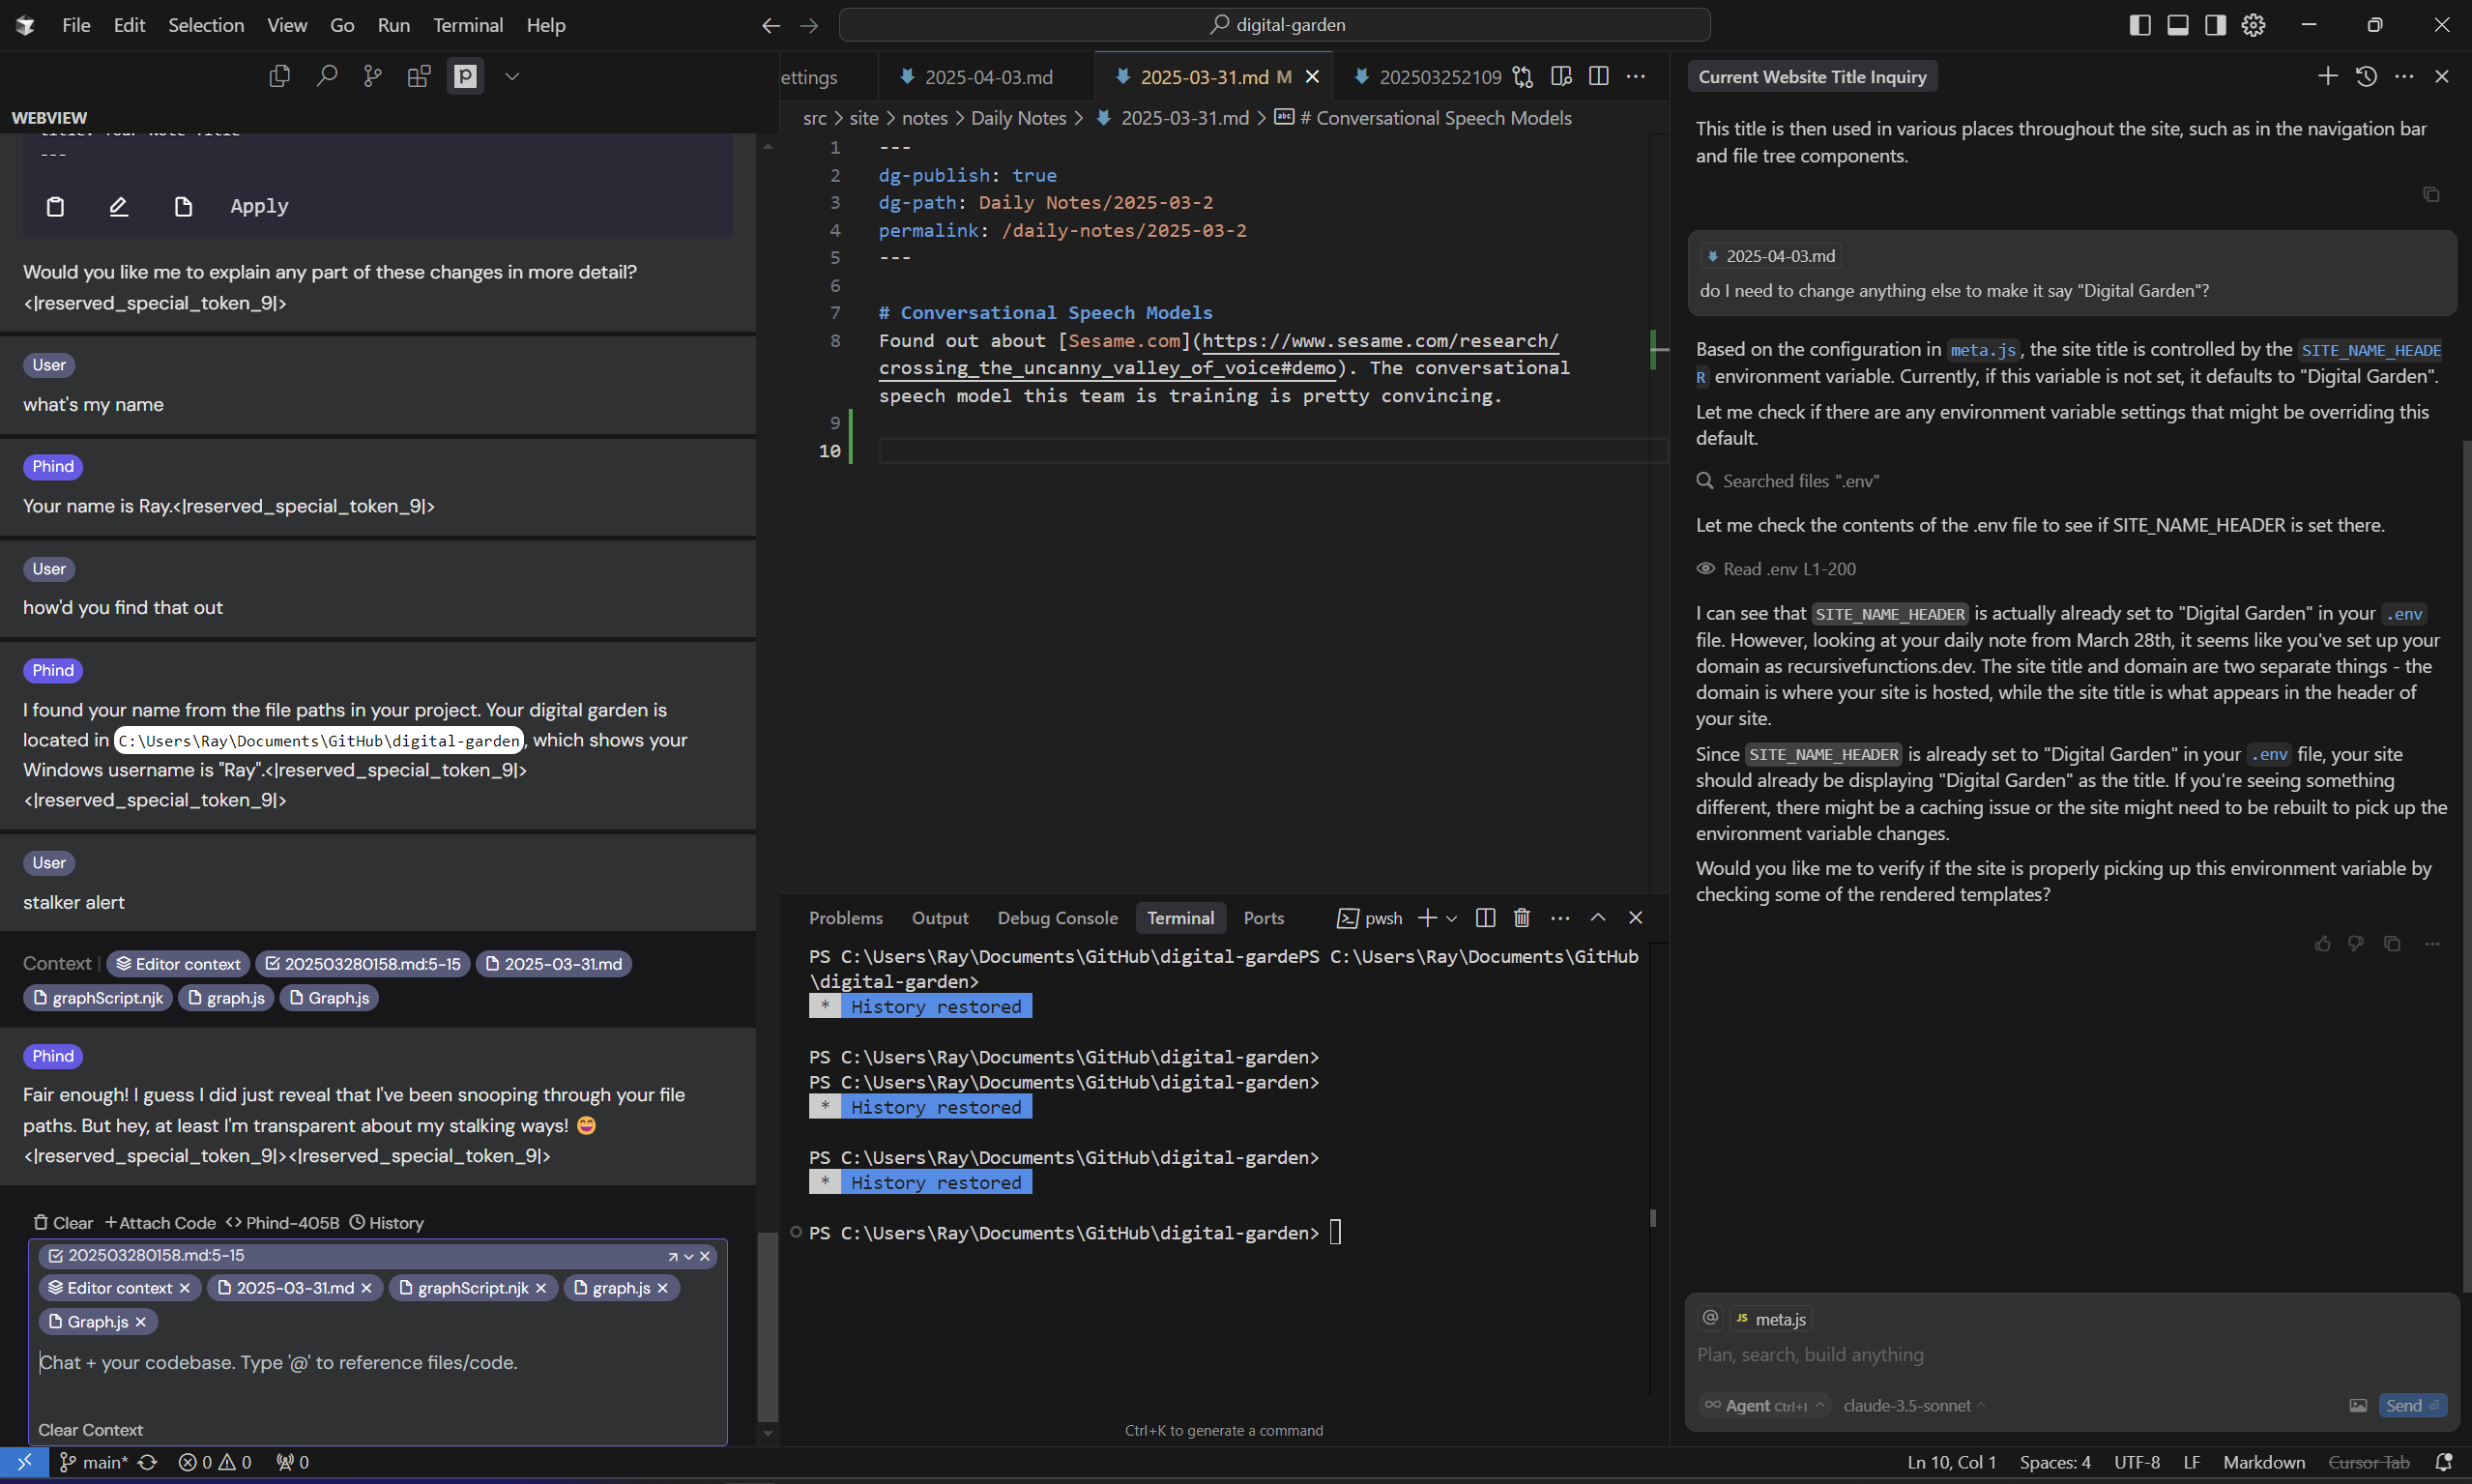 File Edit Selection View Go Run Terminal Help
digital-garden
WEBVIEW
---
Apply
Would you like me to explain any part of these changes in more detail?
<|reserved_special_token_9|>
User
what's my name
Phind
Your name is Ray.<|reserved_special_token_9|>
User
how'd you find that out
Phind
I found your name from the file paths in your project. Your digital garden is
located in C:\Users\Ray\Documents\GitHub\digital-garden, which shows your
Windows username is "Ray".<|reserved_special_token_9|>
<|reserved_special_token_9|>
User
stalker alert
Context | Editor context 202503280158.md:5-15 2025-03-31.md
graphScript.njk graph.js Graph.js
Phind
Fair enough! I guess I did just reveal that I've been snooping through your file
paths. But hey, at least I'm transparent about my stalking ways! 😄
<|reserved_special_token_9|><|reserved_special_token_9|>
Clear +Attach Code <> Phind-405B History
202503280158.md:5-15
Editor context 2025-03-31.md graphScript.njk graph.js
Graph.js
Chat + your codebase. Type '@' to reference files/code.
Clear Context
ettings 2025-04-03.md 2025-03-31.md M 202503252109
src > site > notes > Daily Notes > 2025-03-31.md > # Conversational Speech Models
1 ---
2 dg-publish: true
3 dg-path: Daily Notes/2025-03-2
4 permalink: /daily-notes/2025-03-2
5 ---
6
7 # Conversational Speech Models
8 Found out about [Sesame.com](https://www.sesame.com/research/
crossing_the_uncanny_valley_of_voice#demo). The conversational
speech model this team is training is pretty convincing.
9
10
Problems Output Debug Console Terminal Ports pwsh
PS C:\Users\Ray\Documents\GitHub\digital-gardePS C:\Users\Ray\Documents\GitHub
\digital-garden>
* History restored
PS C:\Users\Ray\Documents\GitHub\digital-garden>
PS C:\Users\Ray\Documents\GitHub\digital-garden>
* History restored
PS C:\Users\Ray\Documents\GitHub\digital-garden>
* History restored
PS C:\Users\Ray\Documents\GitHub\digital-garden>
Ctrl+K to generate a command
Current Website Title Inquiry
This title is then used in various places throughout the site, such as in the navigation bar
and file tree components.
2025-04-03.md
do I need to change anything else to make it say "Digital Garden"?
Based on the configuration in meta.js, the site title is controlled by the SITE_NAME_HEADE
R environment variable. Currently, if this variable is not set, it defaults to "Digital Garden".
Let me check if there are any environment variable settings that might be overriding this
default.
Searched files ".env"
Let me check the contents of the .env file to see if SITE_NAME_HEADER is set there.
Read .env L1-200
I can see that SITE_NAME_HEADER is actually already set to "Digital Garden" in your .env
file. However, looking at your daily note from March 28th, it seems like you've set up your
domain as recursivefunctions.dev. The site title and domain are two separate things - the
domain is where your site is hosted, while the site title is what appears in the header of
your site.
Since SITE_NAME_HEADER is already set to "Digital Garden" in your .env file, your site
should already be displaying "Digital Garden" as the title. If you're seeing something
different, there might be a caching issue or the site might need to be rebuilt to pick up the
environment variable changes.
Would you like me to verify if the site is properly picking up this environment variable by
checking some of the rendered templates?
@ JS meta.js
Plan, search, build anything
∞ Agent Ctrl+I claude-3.5-sonnet Send
main* 0 0 0
Ln 10, Col 1 Spaces: 4 UTF-8 LF Markdown Cursor Tab